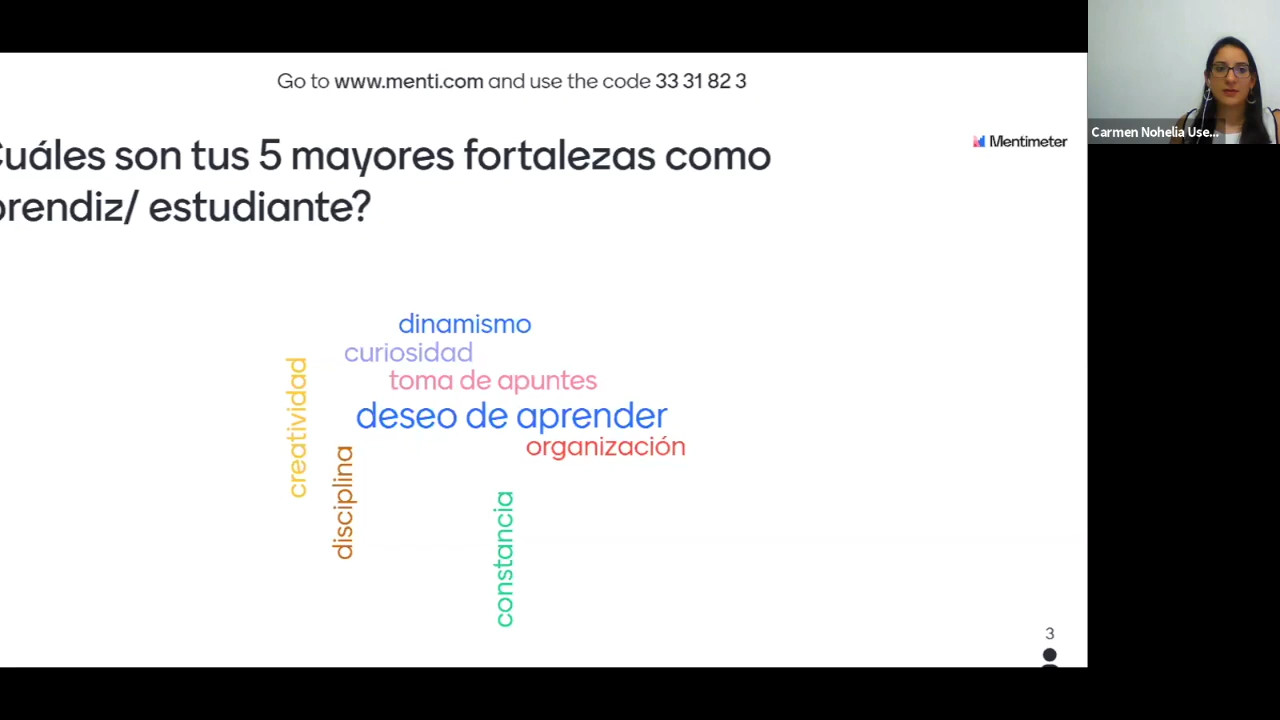 Go to www.menti.com and use the code 33 31 82 3
Mentimeter
Carmen Nohelia Use...
Cuáles son tus 5 mayores fortalezas como
prendiz/ estudiante?
dinamismo
curiosidad
toma de apuntes
deseo de aprender
organización
creatividad
disciplina
constancia
3